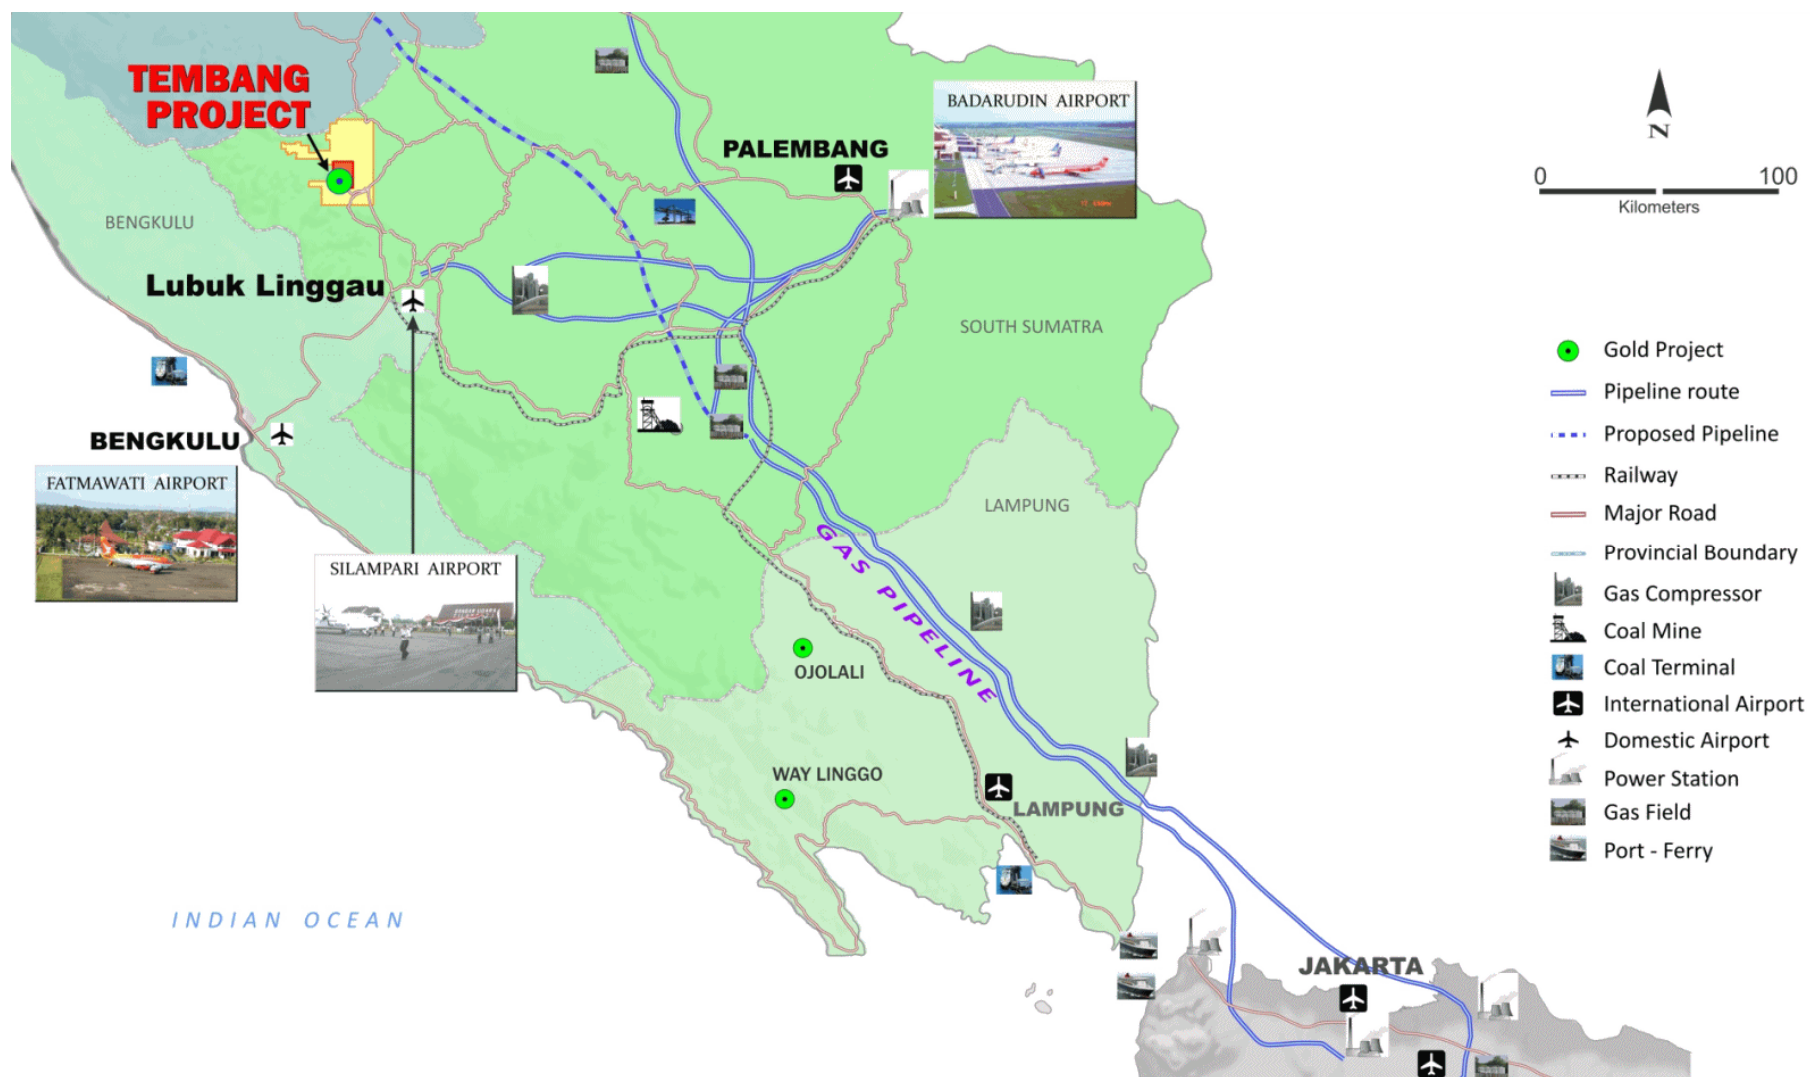 TEMBANG
PROJECT
BADARUDIN AIRPORT
PALEMBANG
N
0 100
Kilometers
BENGKULU
Lubuk Linggau
SOUTH SUMATRA
BENGKULU
FATMAWATI AIRPORT
SILAMPARI AIRPORT
LAMPUNG
GAS PIPELINE
OJOLALI
WAY LINGGO
LAMPUNG
INDIAN OCEAN
JAKARTA
Gold Project
Pipeline route
Proposed Pipeline
Railway
Major Road
Provincial Boundary
Gas Compressor
Coal Mine
Coal Terminal
International Airport
Domestic Airport
Power Station
Gas Field
Port - Ferry